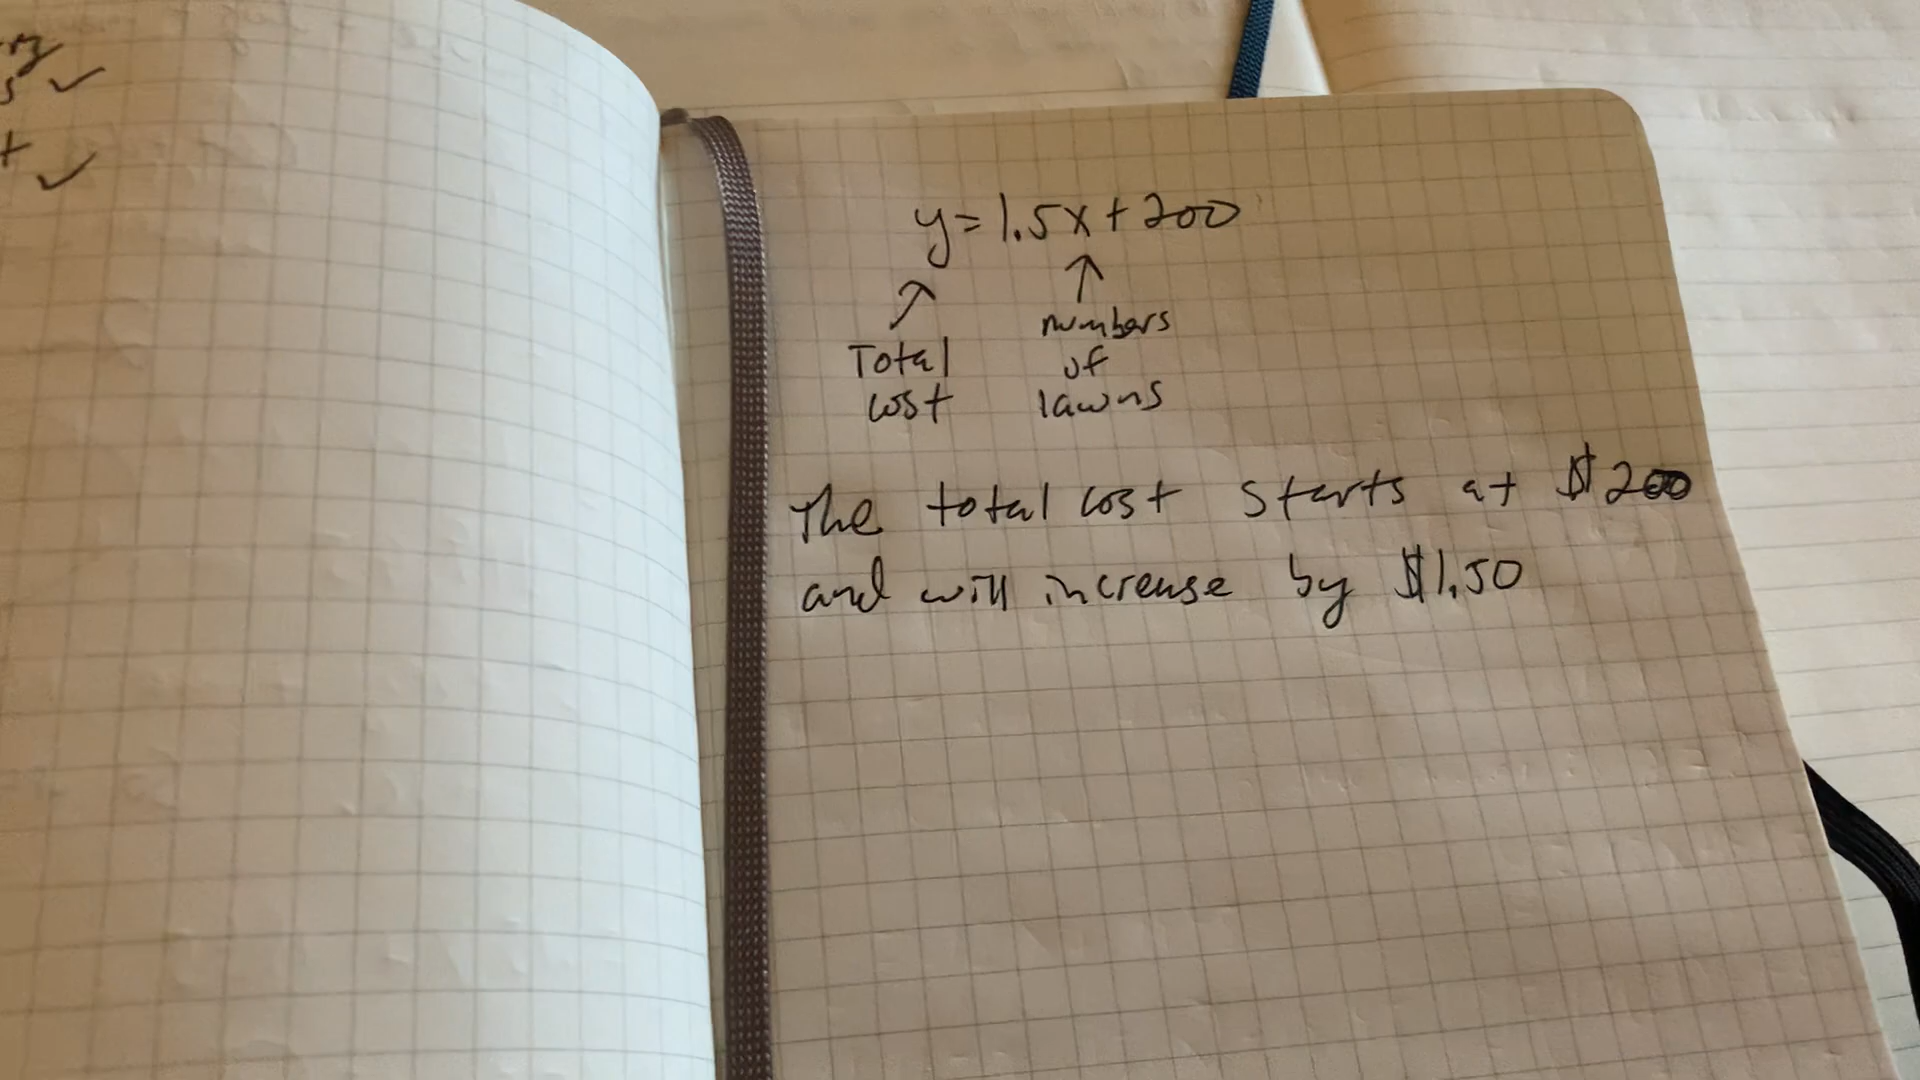 s ✓
t ✓
y = 1.5x + 200
↗ ↑
Total numbers
cost of
lawns
The total cost starts at $200
and will increase by $1.50